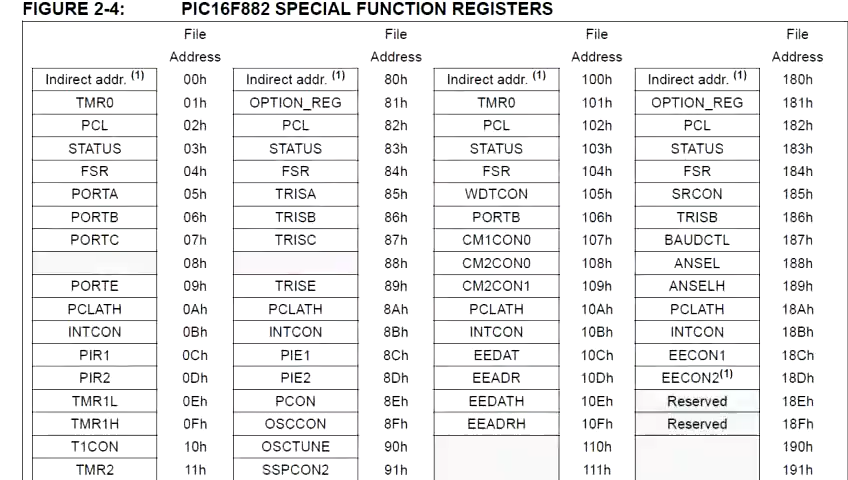 FIGURE 2-4: PIC16F882 SPECIAL FUNCTION REGISTERS
File File File File
Address Address Address Address
Indirect addr. (1) 00h Indirect addr. (1) 80h Indirect addr. (1) 100h Indirect addr. (1) 180h
TMR0 01h OPTION_REG 81h TMR0 101h OPTION_REG 181h
PCL 02h PCL 82h PCL 102h PCL 182h
STATUS 03h STATUS 83h STATUS 103h STATUS 183h
FSR 04h FSR 84h FSR 104h FSR 184h
PORTA 05h TRISA 85h WDTCON 105h SRCON 185h
PORTB 06h TRISB 86h PORTB 106h TRISB 186h
PORTC 07h TRISC 87h CM1CON0 107h BAUDCTL 187h
08h 88h CM2CON0 108h ANSEL 188h
PORTE 09h TRISE 89h CM2CON1 109h ANSELH 189h
PCLATH 0Ah PCLATH 8Ah PCLATH 10Ah PCLATH 18Ah
INTCON 0Bh INTCON 8Bh INTCON 10Bh INTCON 18Bh
PIR1 0Ch PIE1 8Ch EEDAT 10Ch EECON1 18Ch
PIR2 0Dh PIE2 8Dh EEADR 10Dh EECON2(1) 18Dh
TMR1L 0Eh PCON 8Eh EEDATH 10Eh Reserved 18Eh
TMR1H 0Fh OSCCON 8Fh EEADRH 10Fh Reserved 18Fh
T1CON 10h OSCTUNE 90h 110h 190h
TMR2 11h SSPCON2 91h 111h 191h